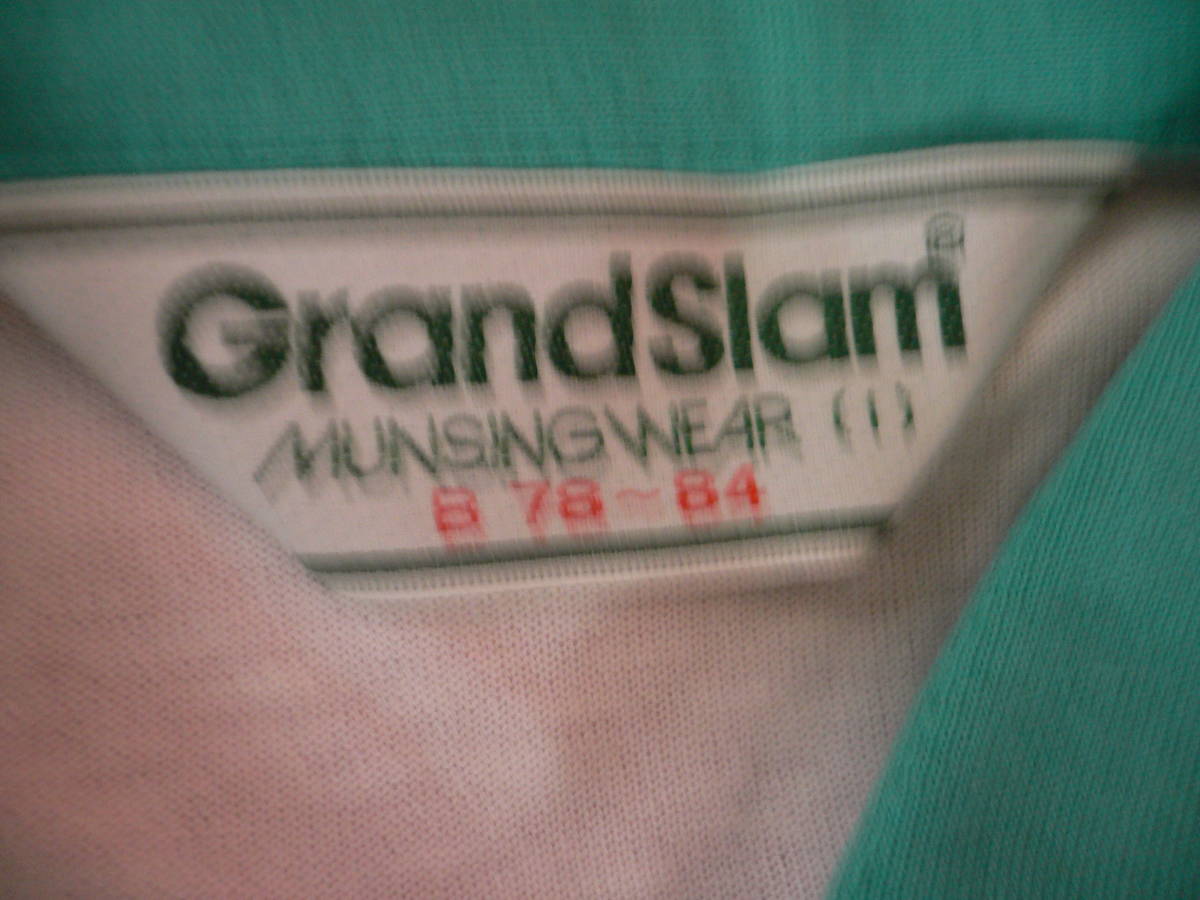 GrandSlam®
MUNSINGWEAR (I)
B 78~84